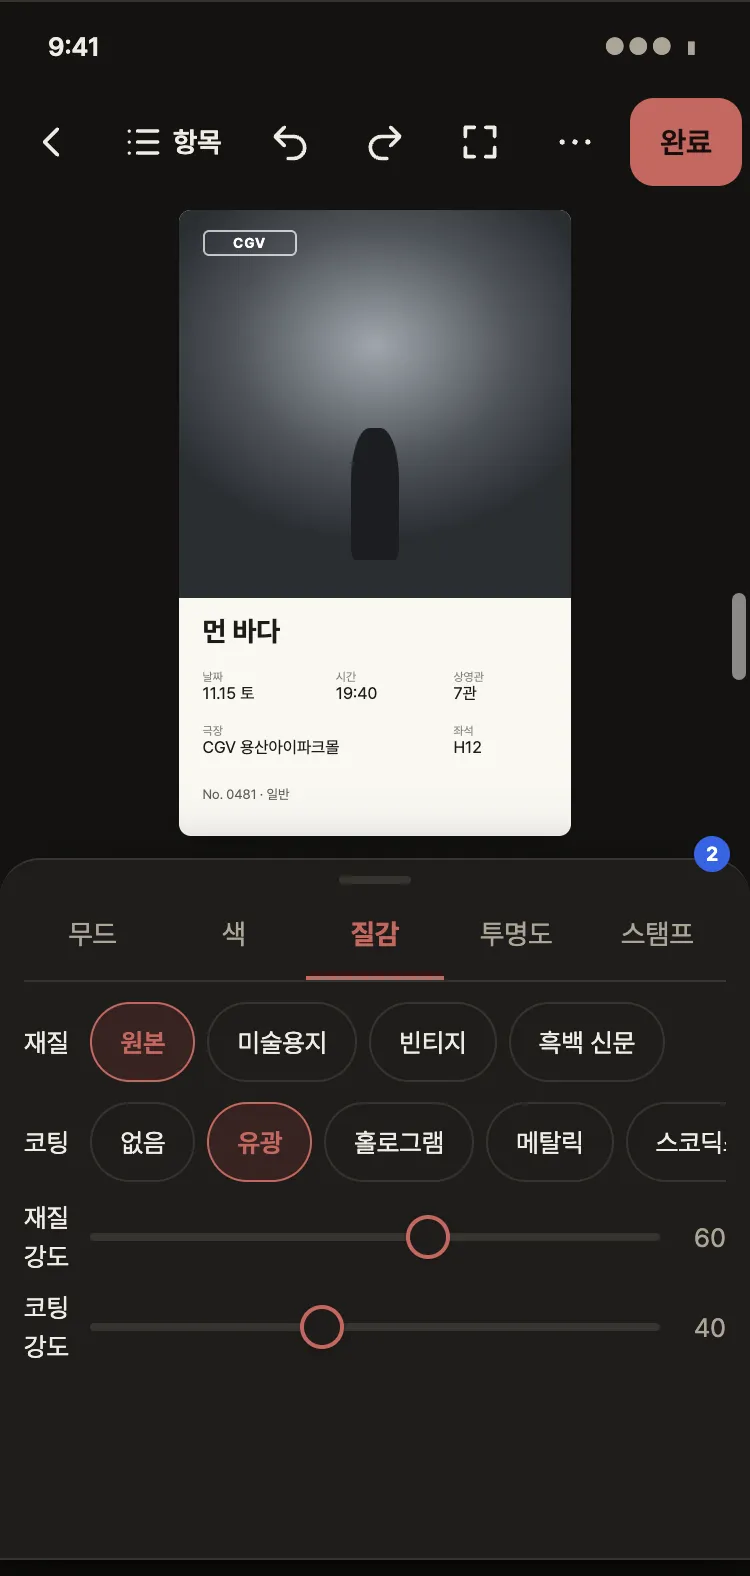 9:41
항목
완료
CGV
먼 바다
날짜 시간 상영관
11.15 토 19:40 7관
극장 좌석
CGV 용산아이파크몰 H12
No. 0481 · 일반
2
무드 색 질감 투명도 스탬프
재질 원본 미술용지 빈티지 흑백 신문
코팅 없음 유광 홀로그램 메탈릭 스코딕
재질
강도 60
코팅
강도 40